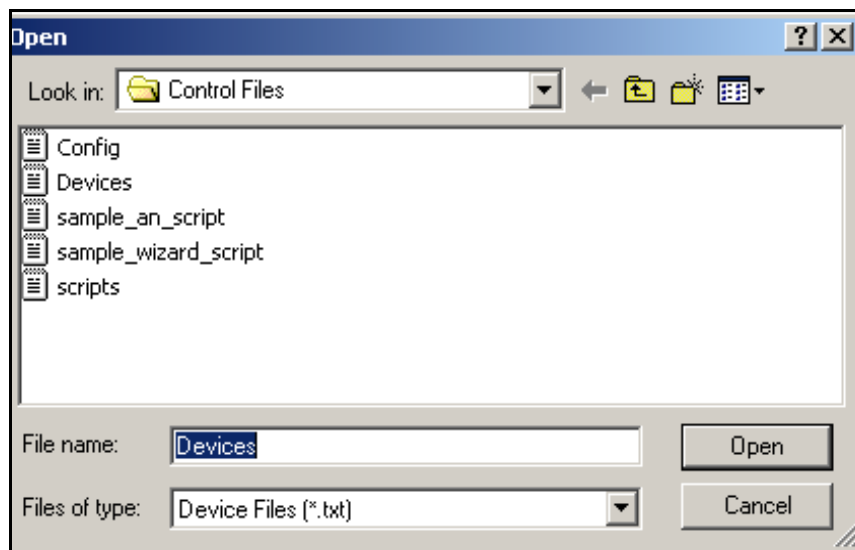 Open
Look in: Control Files
Config
Devices
sample_an_script
sample_wizard_script
scripts
File name: Devices Open
Files of type: Device Files (*.txt) Cancel